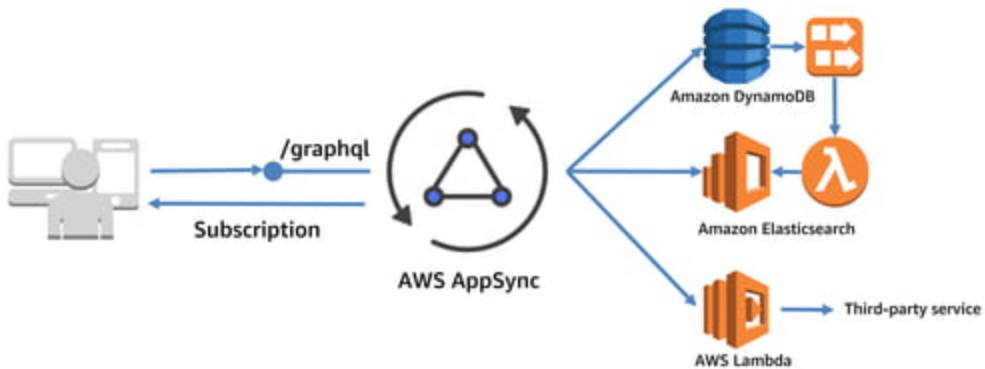 /graphql
Subscription
AWS AppSync
Amazon DynamoDB
λ
Amazon Elasticsearch
AWS Lambda
Third-party service